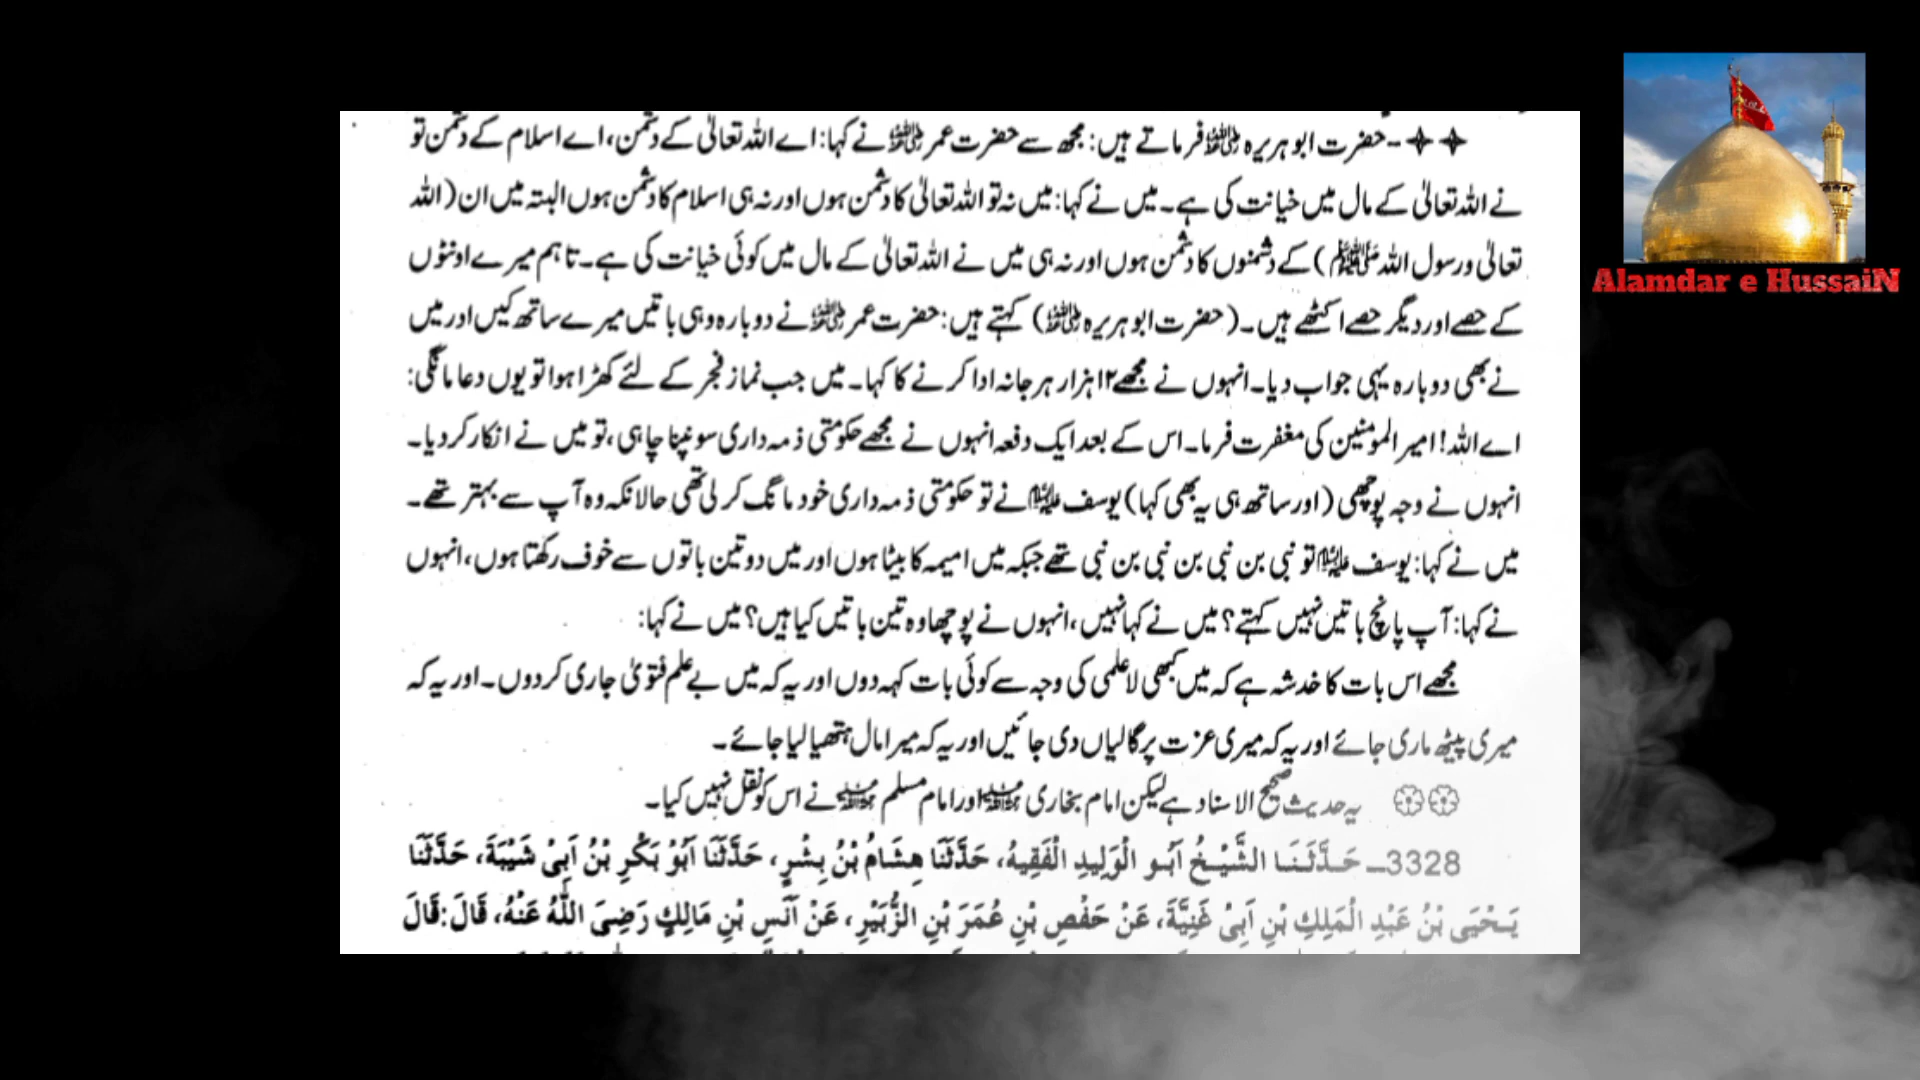 ✦✦-حضرت ابو ہریرہ رضی اللہ عنہ فرماتے ہیں: مجھ سے حضرت عمر رضی اللہ عنہ نے کہا: اے اللہ تعالیٰ کے دشمن، اے اسلام کے دشمن تو
نے اللہ تعالیٰ کے مال میں خیانت کی ہے۔ میں نے کہا: میں نہ تو اللہ تعالیٰ کا دشمن ہوں اور نہ ہی اسلام کا دشمن ہوں البتہ میں ان (اللہ
تعالیٰ ورسول اللہ ﷺ) کے دشمنوں کا دشمن ہوں اور نہ ہی میں نے اللہ تعالیٰ کے مال میں کوئی خیانت کی ہے۔ تاہم میرے اونٹوں
کے حصے اور دیگر حصے اکٹھے ہیں۔ (حضرت ابو ہریرہ رضی اللہ عنہ) کہتے ہیں: حضرت عمر رضی اللہ عنہ نے دوبارہ وہی باتیں میرے ساتھ کیں اور میں
نے بھی دوبارہ یہی جواب دیا۔ انہوں نے مجھے ۱۲ ہزار ہرجانہ ادا کرنے کا کہا۔ میں جب نماز فجر کے لئے کھڑا ہوا تو یوں دعا مانگی:
اے اللہ! امیر المومنین کی مغفرت فرما۔ اس کے بعد ایک دفعہ انہوں نے مجھے حکومتی ذمہ داری سونپنا چاہی، تو میں نے انکار کر دیا۔
انہوں نے وجہ پوچھی (اور ساتھ ہی یہ بھی کہا) یوسف علیہ السلام نے تو حکومتی ذمہ داری خود مانگ کر لی تھی حالانکہ وہ آپ سے بہتر تھے۔
میں نے کہا: یوسف علیہ السلام تو نبی بن نبی بن نبی بن نبی تھے جبکہ میں امیمہ کا بیٹا ہوں اور میں دو تین باتوں سے خوف رکھتا ہوں، انہوں
نے کہا: آپ پانچ باتیں نہیں کہتے؟ میں نے کہا نہیں، انہوں نے پوچھا وہ تین باتیں کیا ہیں؟ میں نے کہا:
مجھے اس بات کا خدشہ ہے کہ میں کبھی لا علمی کی وجہ سے کوئی بات کہہ دوں اور یہ کہ میں بے علم فتویٰ جاری کر دوں۔ اور یہ کہ
میری پیٹھ ماری جائے اور یہ کہ میری عزت پر گالیاں دی جائیں اور یہ کہ میرا مال ہتھیا لیا جائے۔
یہ حدیث صحیح الاسناد ہے لیکن امام بخاری رحمۃ اللہ علیہ اور امام مسلم رحمۃ اللہ علیہ نے اس کو نقل نہیں کیا۔
3328۔ حَدَّثَنَا الشَّيْخُ اَبُو الْوَلِيدِ الْفَقِيهُ، حَدَّثَنَا هِشَامُ بْنُ بِشْرٍ، حَدَّثَنَا اَبُوْ بَكْرِ بْنُ اَبِىْ شَيْبَةَ، حَدَّثَنَا
يَحْيَى بْنُ عَبْدِ الْمَلِكِ بْنِ اَبِىْ غَنِيَّةَ، عَنْ حَفْصِ بْنِ عُمَرَ بْنِ الزُّبَيْرِ، عَنْ اَنَسِ بْنِ مَالِكٍ رَضِىَ اللّٰهُ عَنْهُ، قَالَ: قَالَ
Alamdar e HussaiN